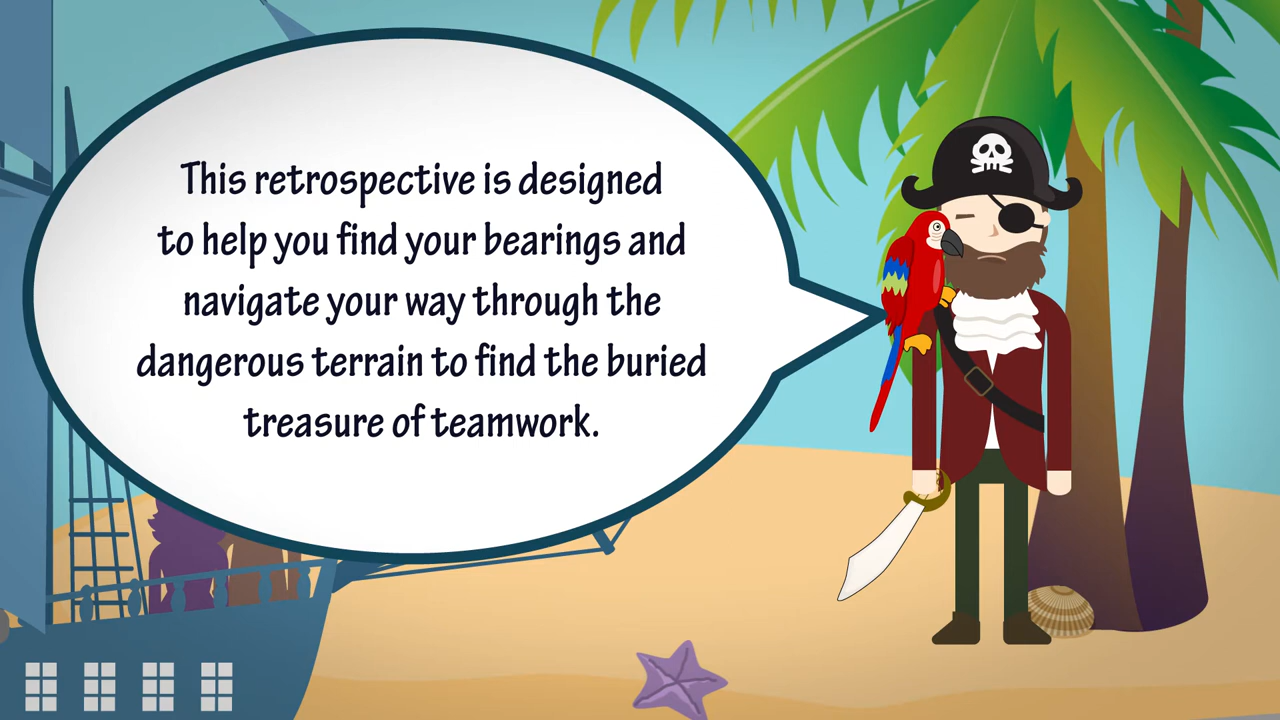 This retrospective is designed
to help you find your bearings and
navigate your way through the
dangerous terrain to find the buried
treasure of teamwork.